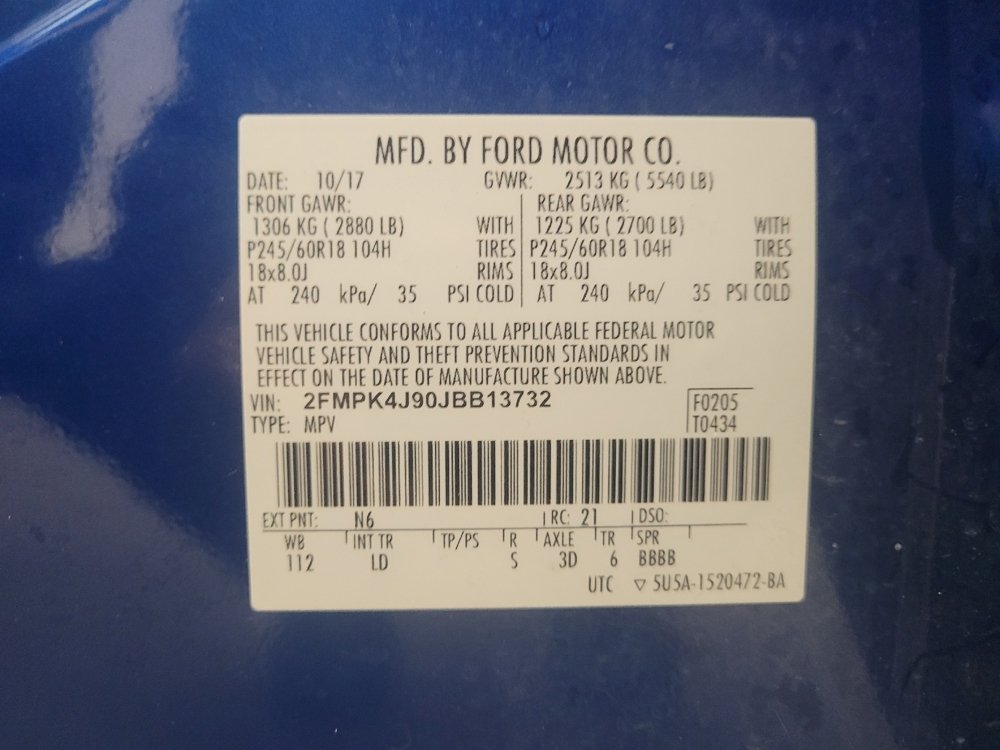 MFD. BY FORD MOTOR CO.
DATE: 10/17 GVWR: 2513 KG ( 5540 LB)
FRONT GAWR: REAR GAWR:
1306 KG ( 2880 LB) WITH 1225 KG ( 2700 LB) WITH
P245/60R18 104H TIRES P245/60R18 104H TIRES
18x8.0J RIMS 18x8.0J RIMS
AT 240 kPa/ 35 PSI COLD AT 240 kPa/ 35 PSI COLD
THIS VEHICLE CONFORMS TO ALL APPLICABLE FEDERAL MOTOR
VEHICLE SAFETY AND THEFT PREVENTION STANDARDS IN
EFFECT ON THE DATE OF MANUFACTURE SHOWN ABOVE.
VIN: 2FMPK4J90JBB13732 F0205
TYPE: MPV T0434
EXT PNT: N6 RC: 21 DSO:
WB INT TR TP/PS R AXLE TR SPR
112 LD S 3D 6 BBBB
UTC ▽ 5U5A-1520472-BA